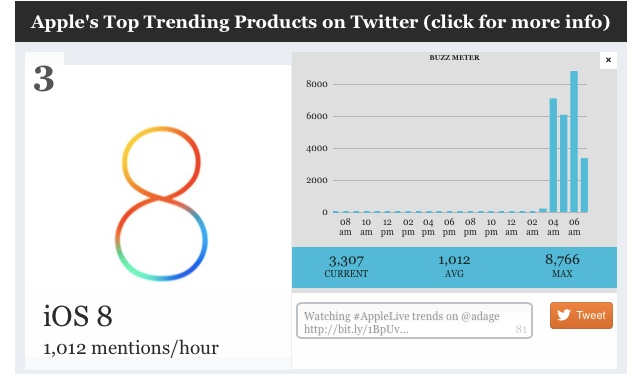 Apple's Top Trending Products on Twitter (click for more info)
3
8
iOS 8
1,012 mentions/hour
BUZZ METER
×
8000
6000
4000
2000
0
08 10 12 02 04 06 08 10 12 02 04 06
am am pm pm pm pm pm pm am am am am
3,307 1,012 8,766
CURRENT AVG MAX
Watching #AppleLive trends on @adage
http://bit.ly/1BpUv...
81
Tweet